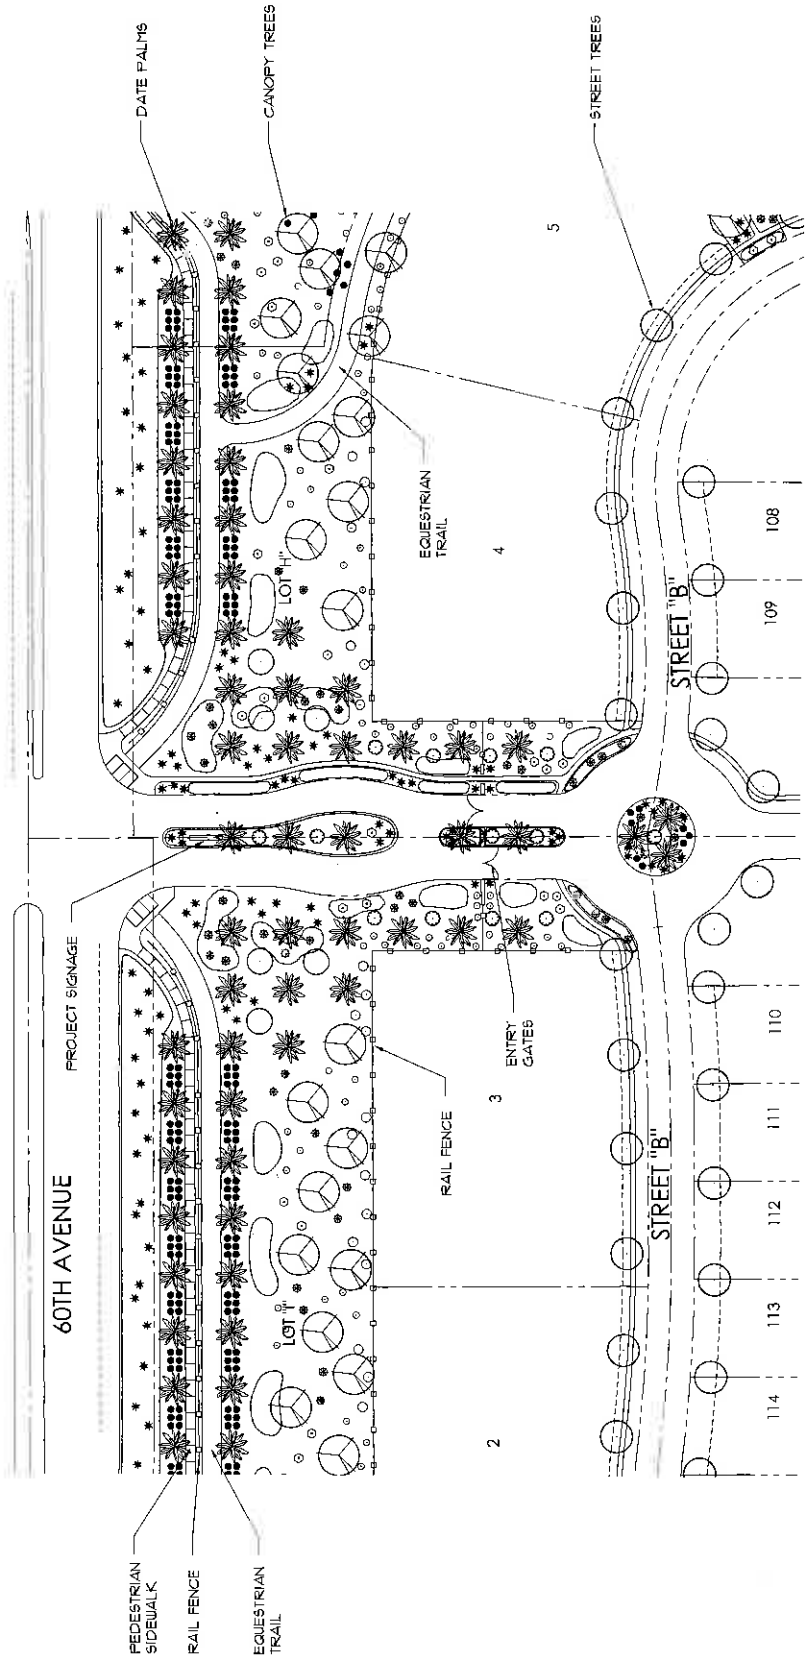 60TH AVENUE
PEDESTRIAN
SIDEWALK
RAIL FENCE
EQUESTRIAN
TRAIL
PROJECT SIGNAGE
DATE PALMS
CANOPY TREES
LOT "I"
LOT "H"
RAIL FENCE
ENTRY
GATES
EQUESTRIAN
TRAIL
STREET TREES
2
3
4
5
STREET "B"
STREET "B"
114
113
112
111
110
109
108